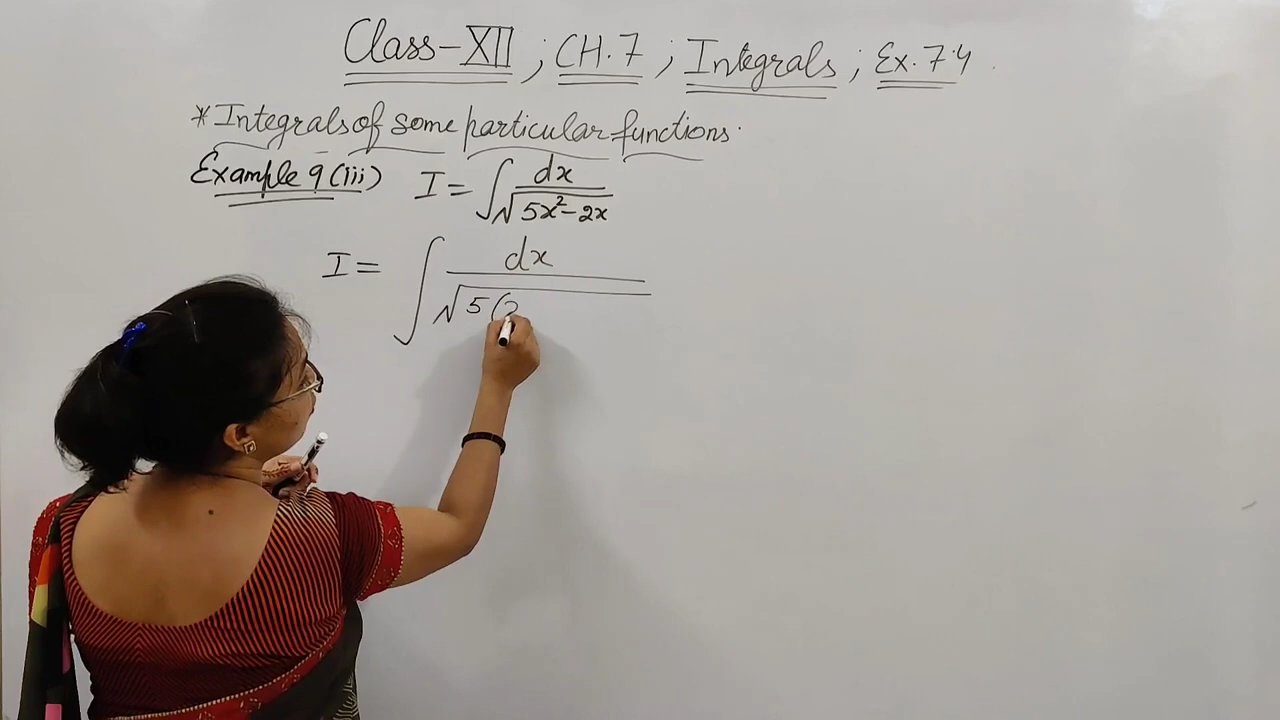 Class-XII ; CH.7 ; Integrals ; Ex. 7.4
*Integrals of some particular functions.
Example 9 (iii) I = ∫ dx / √(5x² - 2x)
I = ∫ dx / √5(